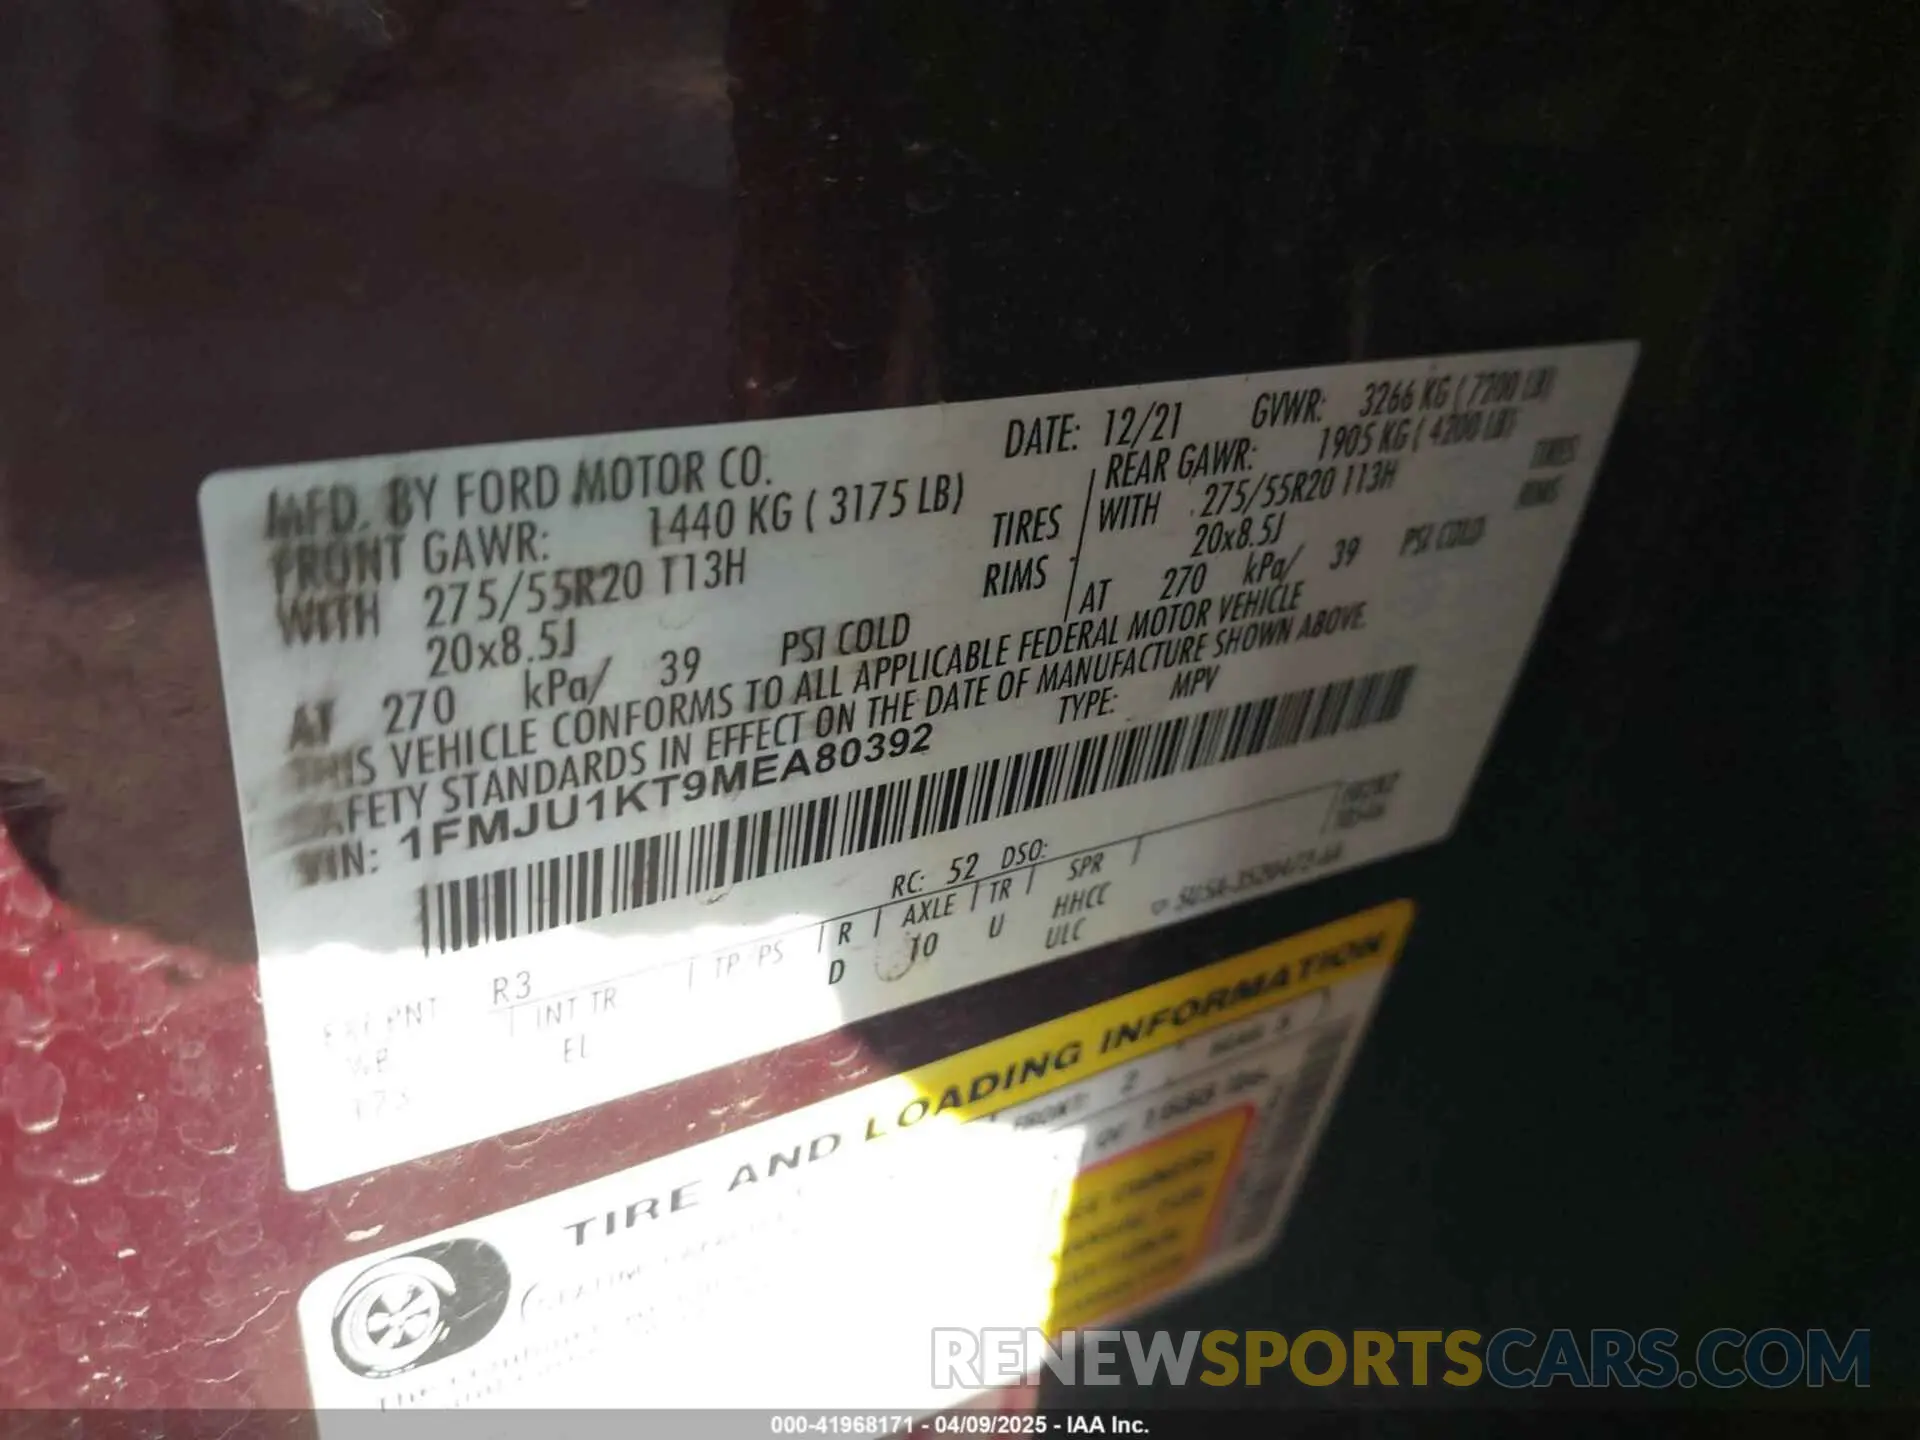 MFD. BY FORD MOTOR CO.
DATE: 12/21 GVWR: 3266 KG ( 7200 LB)
FRONT GAWR: 1440 KG ( 3175 LB)
REAR GAWR: 1905 KG ( 4200 LB)
WITH 275/55R20 113H TIRES
WITH 275/55R20 113H TIRES
20x8.5J RIMS
20x8.5J RIMS
AT 270 kPa/ 39 PSI COLD
AT 270 kPa/ 39 PSI COLD
THIS VEHICLE CONFORMS TO ALL APPLICABLE FEDERAL MOTOR VEHICLE
SAFETY STANDARDS IN EFFECT ON THE DATE OF MANUFACTURE SHOWN ABOVE.
VIN: 1FMJU1KT9MEA80392 TYPE: MPV
EXT PNT R3 RC: 52 DSO:
WB INT TR TP PS R AXLE TR SPR
EL D 10 U HHCC
ULC
TIRE AND LOADING INFORMATION
FRONT: 2
RENEWSPORTSCARS.COM
000-41968171 - 04/09/2025 - IAA Inc.